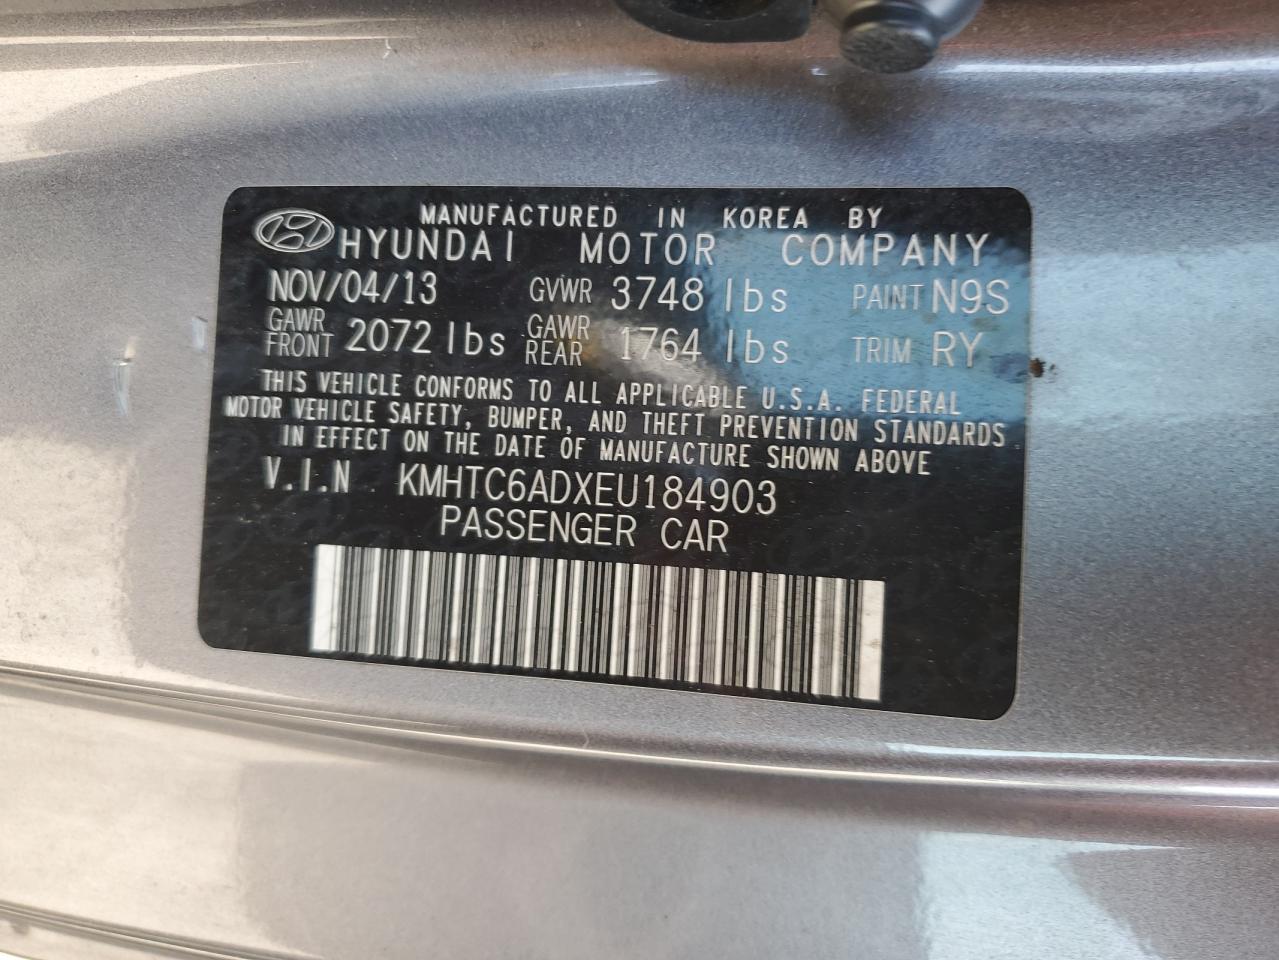 MANUFACTURED IN KOREA BY
HYUNDAI MOTOR COMPANY
NOV/04/13 GVWR 3748 lbs PAINT N9S
GAWR FRONT 2072 lbs GAWR REAR 1764 lbs TRIM RY
THIS VEHICLE CONFORMS TO ALL APPLICABLE U.S.A. FEDERAL
MOTOR VEHICLE SAFETY, BUMPER, AND THEFT PREVENTION STANDARDS
IN EFFECT ON THE DATE OF MANUFACTURE SHOWN ABOVE
V.I.N KMHTC6ADXEU184903
PASSENGER CAR